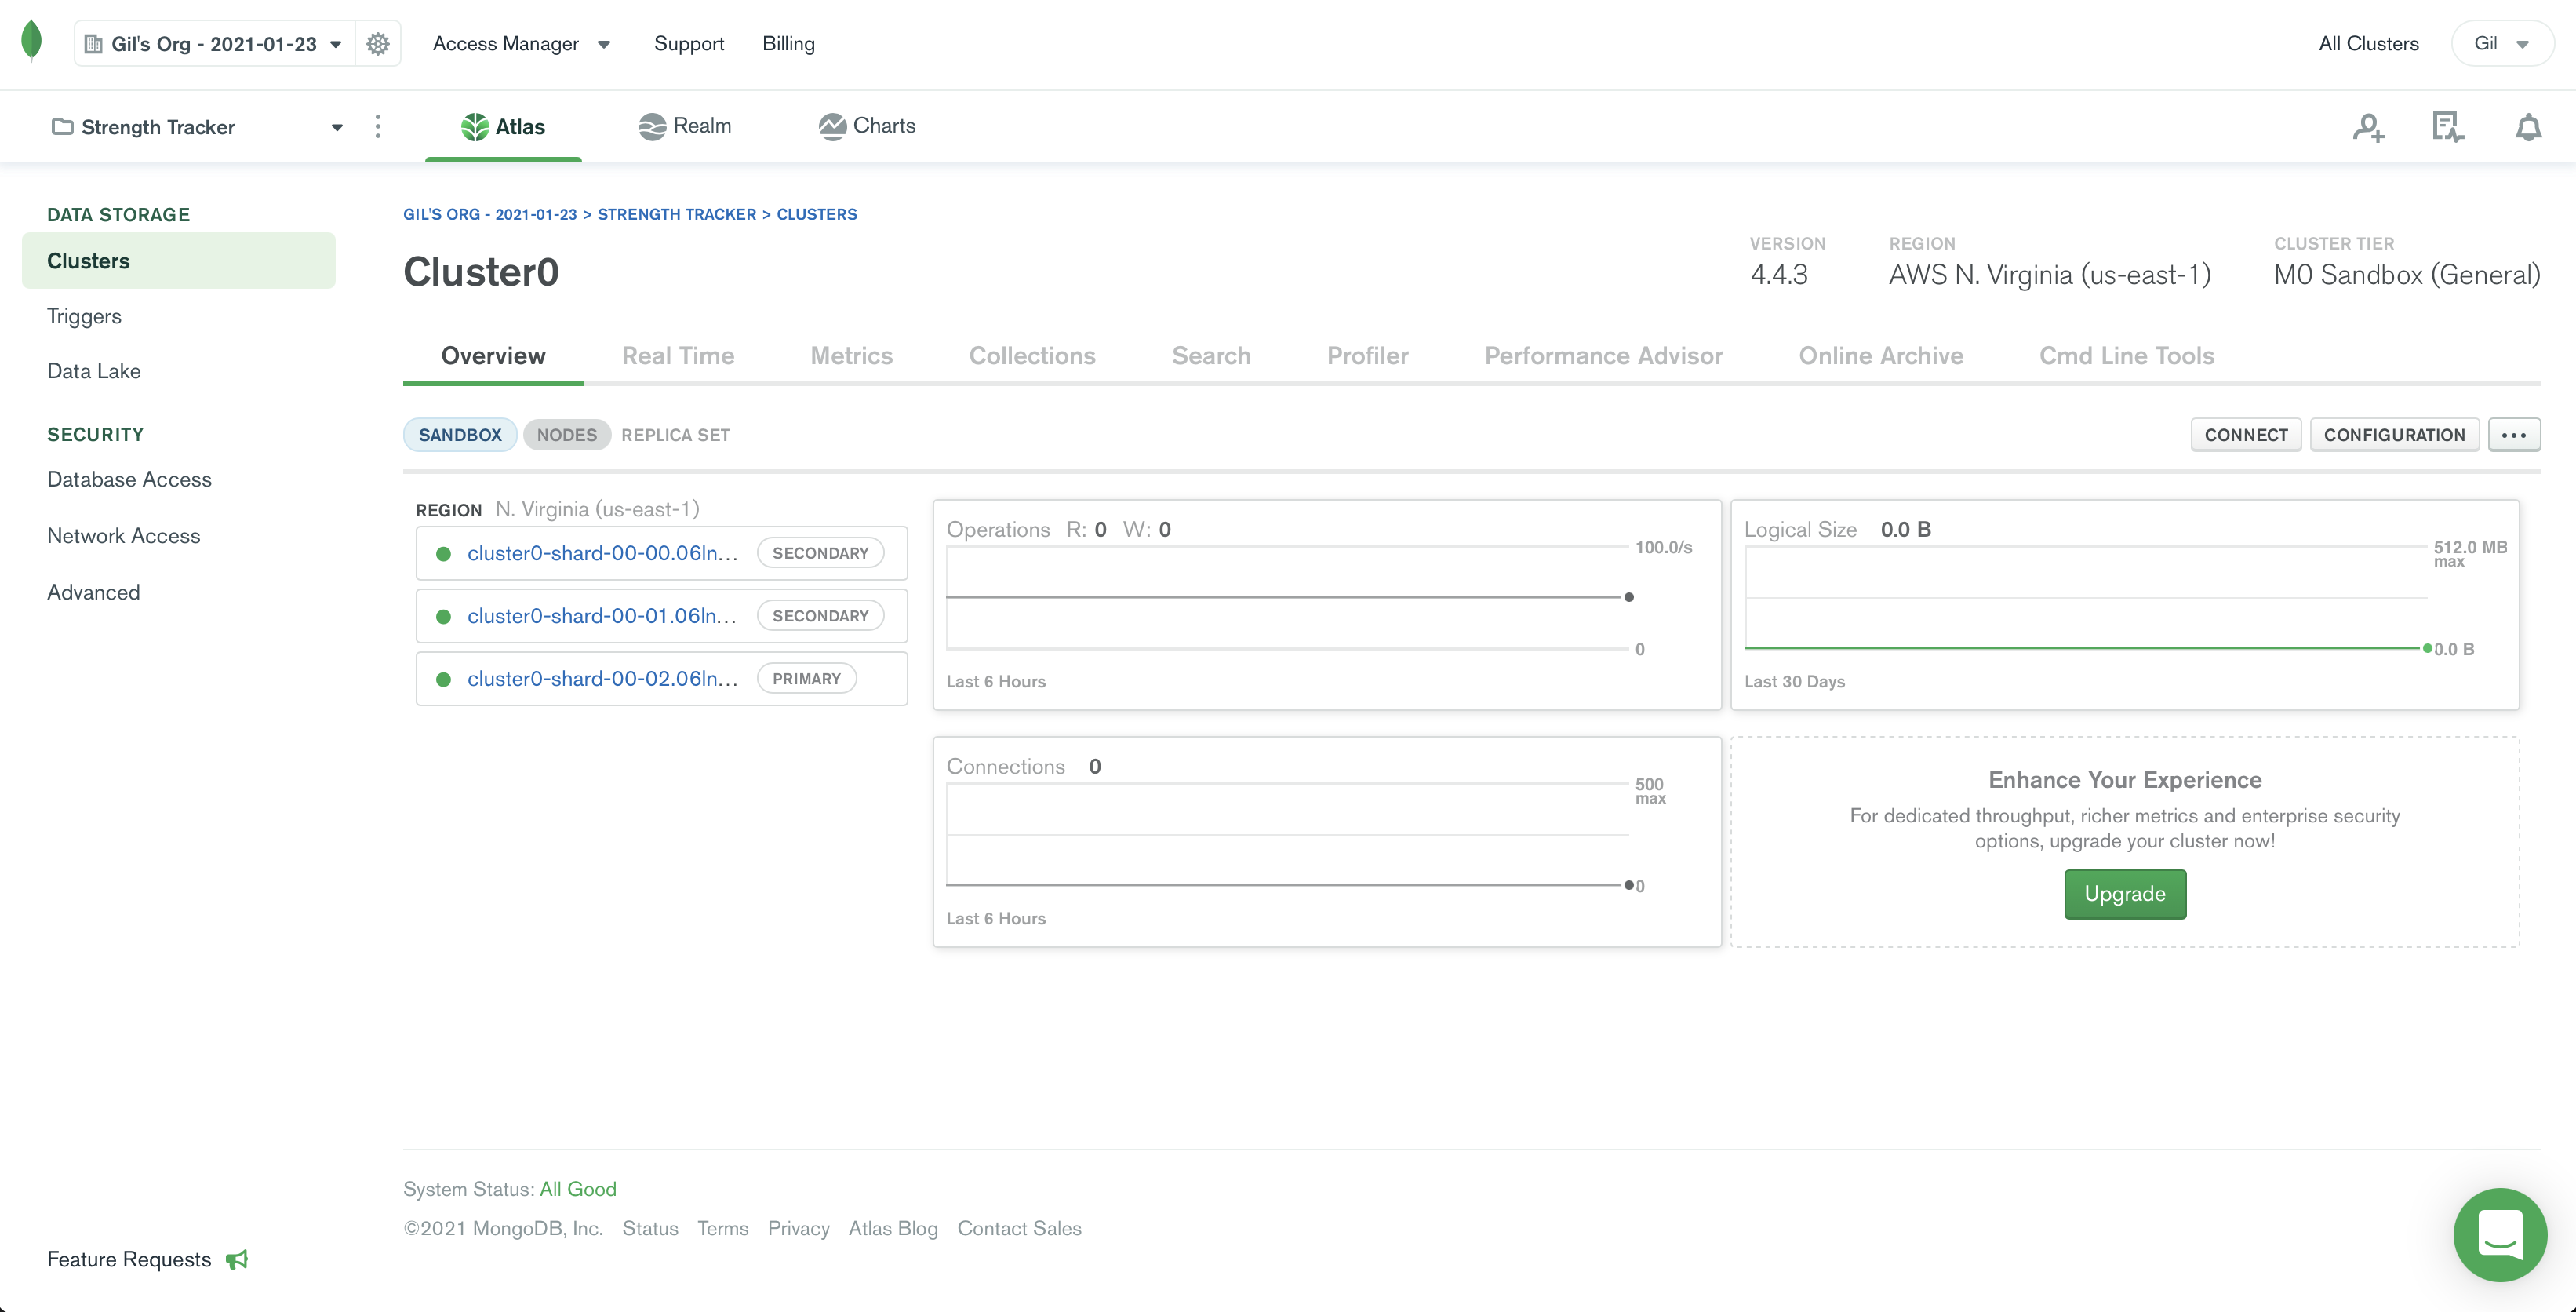 Gil's Org - 2021-01-23
Access Manager
Support
Billing
All Clusters
Gil
Strength Tracker
Atlas
Realm
Charts
DATA STORAGE
Clusters
Triggers
Data Lake
SECURITY
Database Access
Network Access
Advanced
Feature Requests
GIL'S ORG - 2021-01-23 > STRENGTH TRACKER > CLUSTERS
Cluster0
VERSION
4.4.3
REGION
AWS N. Virginia (us-east-1)
CLUSTER TIER
M0 Sandbox (General)
Overview
Real Time
Metrics
Collections
Search
Profiler
Performance Advisor
Online Archive
Cmd Line Tools
SANDBOX
NODES
REPLICA SET
CONNECT
CONFIGURATION
...
REGION N. Virginia (us-east-1)
cluster0-shard-00-00.06ln... SECONDARY
cluster0-shard-00-01.06ln... SECONDARY
cluster0-shard-00-02.06ln... PRIMARY
Operations R: 0 W: 0
100.0/s
0
Last 6 Hours
Logical Size 0.0 B
512.0 MB
max
0.0 B
Last 30 Days
Connections 0
500
max
0
Last 6 Hours
Enhance Your Experience
For dedicated throughput, richer metrics and enterprise security
options, upgrade your cluster now!
Upgrade
System Status: All Good
©2021 MongoDB, Inc. Status Terms Privacy Atlas Blog Contact Sales